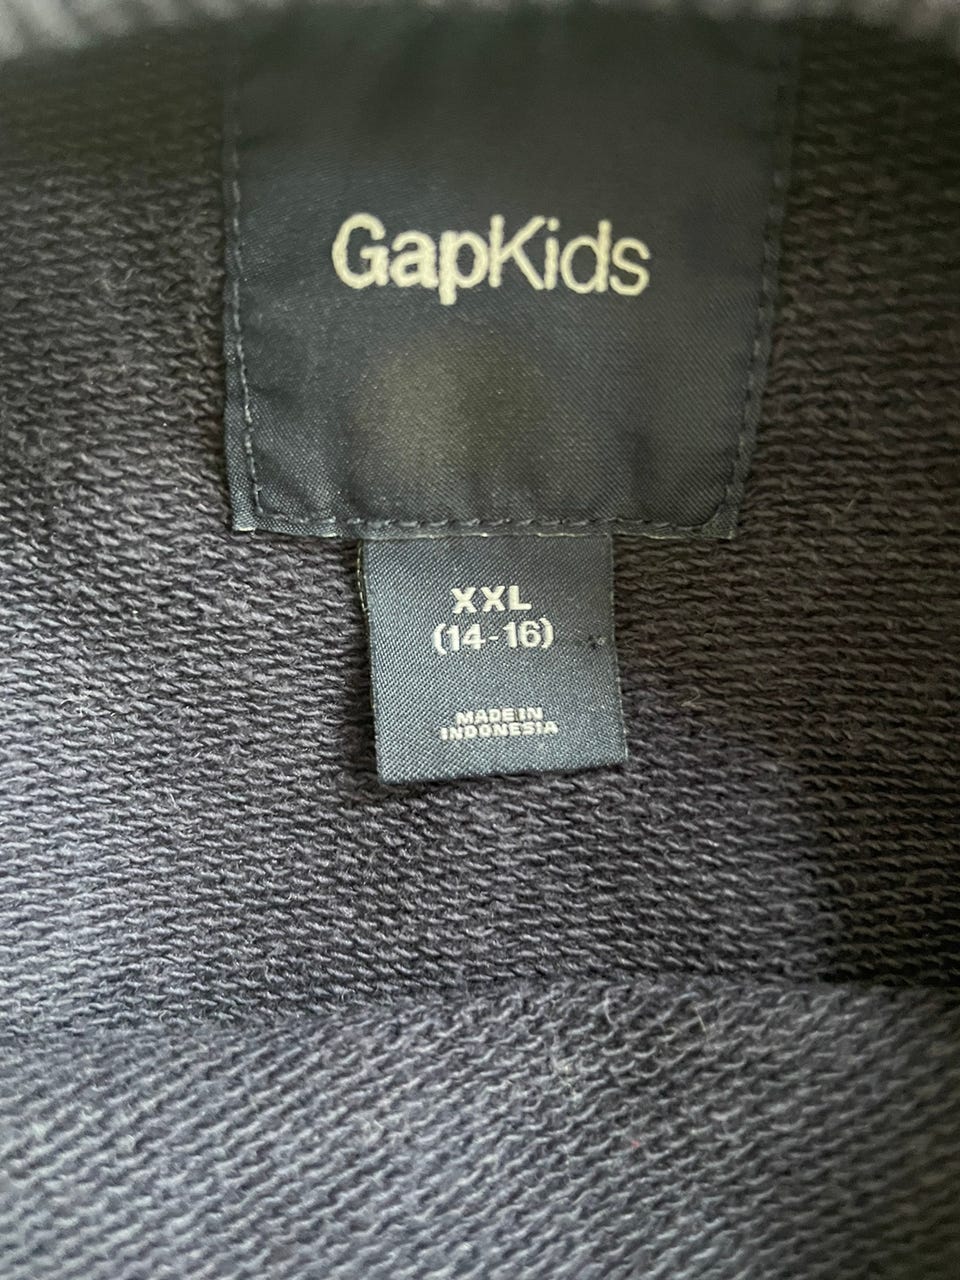 GapKids
XXL
(14-16)
MADE IN
INDONESIA